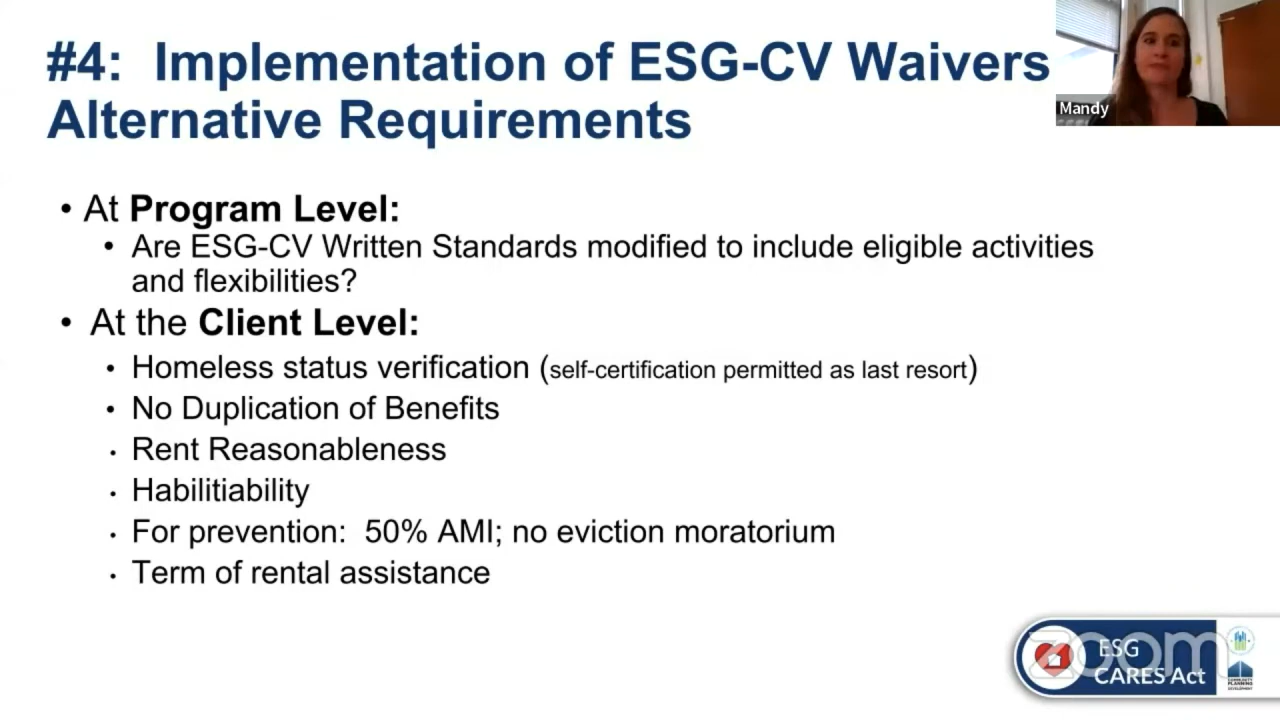 #4:  Implementation of ESG-CV Waivers
Alternative Requirements
Mandy
• At Program Level:
• Are ESG-CV Written Standards modified to include eligible activities
and flexibilities?
• At the Client Level:
• Homeless status verification (self-certification permitted as last resort)
• No Duplication of Benefits
• Rent Reasonableness
• Habilitiability
• For prevention:  50% AMI; no eviction moratorium
• Term of rental assistance
zoom
ESG
CARES Act
COMMUNITY
PLANNING
DEVELOPMENT